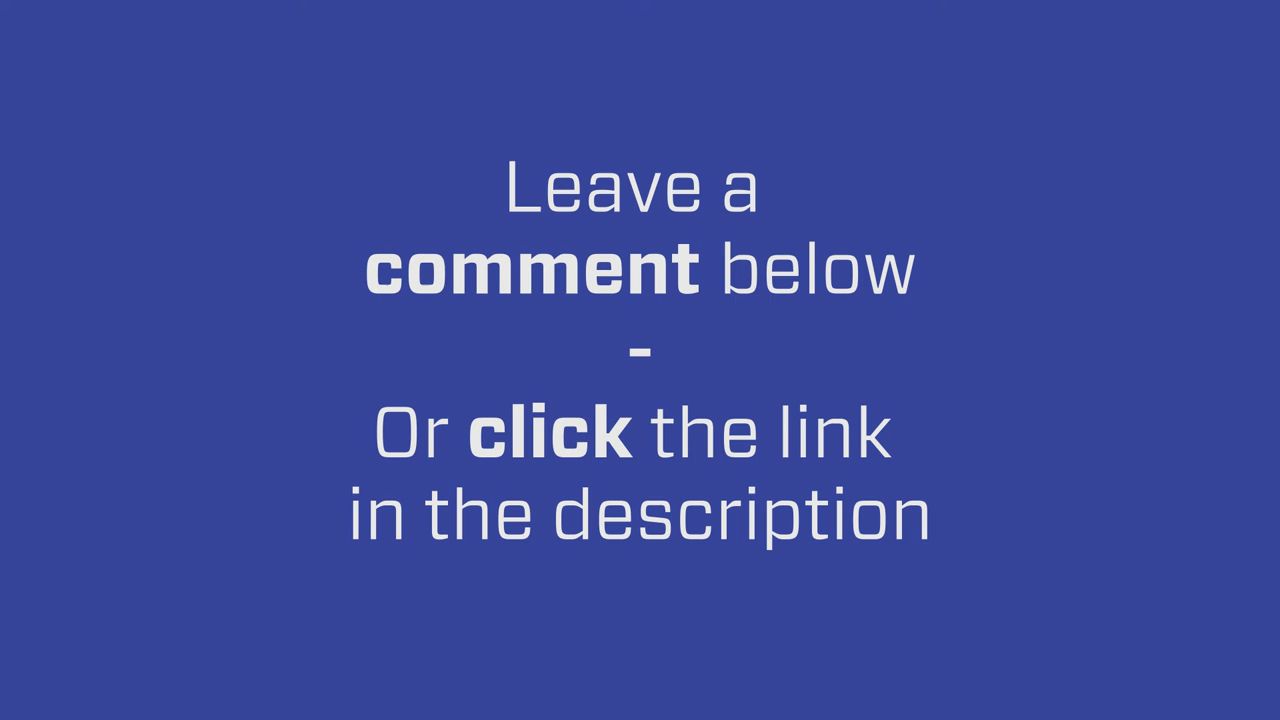 Leave a
comment below
-
Or click the link
in the description